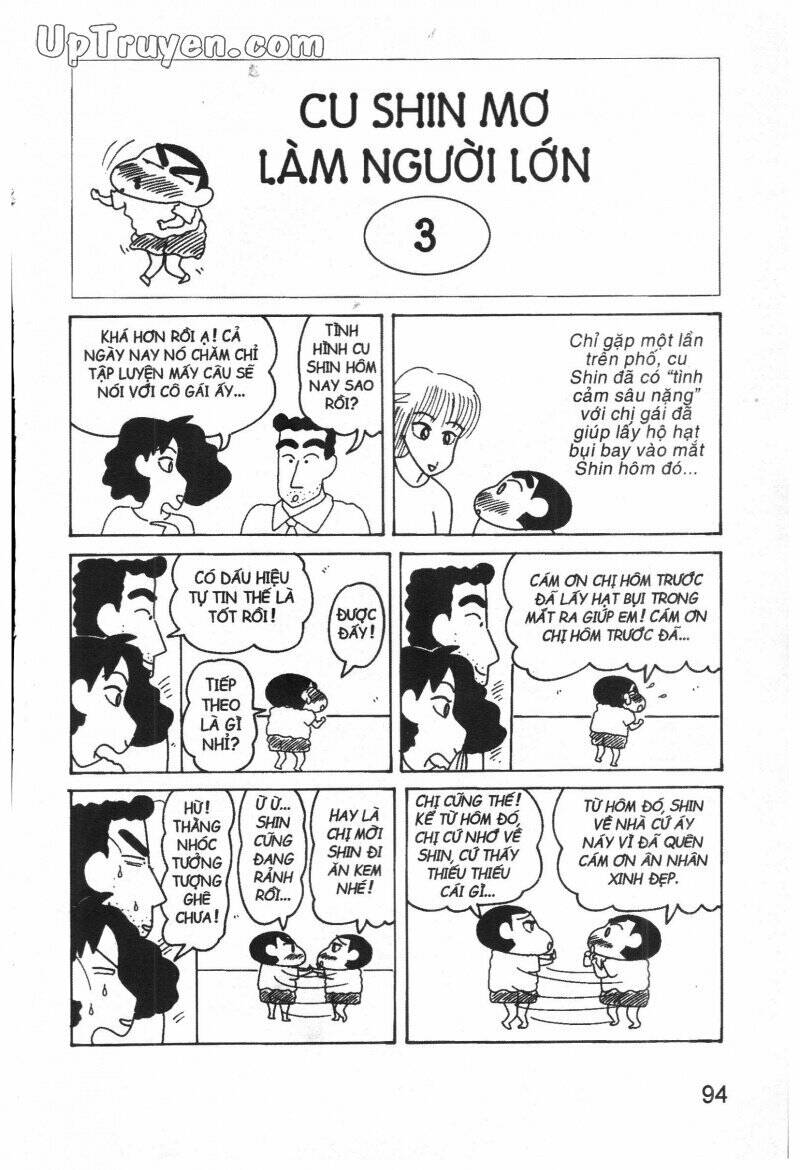 UpTruyen.com
CU SHIN MƠ
LÀM NGƯỜI LỚN
3
Chỉ gặp một lần
trên phố, cu
Shin đã có "tình
cảm sâu nặng"
với chị gái đã
giúp lấy hộ hạt
bụi bay vào mắt
Shin hôm đó...
TÌNH
HÌNH CU
SHIN HÔM
NAY SAO
RỒI?
KHÁ HƠN RỒI Ạ! CẢ
NGÀY NAY NÓ CHĂM CHỈ
TẬP LUYỆN MẤY CÂU SẼ
NÓI VỚI CÔ GÁI ẤY...
CÁM ƠN CHỊ HÔM TRƯỚC
ĐÃ LẤY HẠT BỤI TRONG
MẮT RA GIÚP EM! CÁM ƠN
CHỊ HÔM TRƯỚC ĐÃ...
ĐƯỢC
ĐẤY!
CÓ DẤU HIỆU
TỰ TIN THẾ LÀ
TỐT RỒI!
TIẾP
THEO
LÀ GÌ
NHỈ?
TỪ HÔM ĐÓ, SHIN
VỀ NHÀ CỨ ÁY
NÁY VÌ ĐÃ QUÊN
CÁM ƠN ÂN NHÂN
XINH ĐẸP.
CHỊ CŨNG THẾ!
KỂ TỪ HÔM ĐÓ,
CHỊ CỨ NHỚ VỀ
SHIN, CỨ THẤY
THIẾU THIẾU
CÁI GÌ...
HAY LÀ
CHỊ MỜI
SHIN ĐI
ĂN KEM
NHÉ!
Ừ Ừ...
SHIN
CŨNG
ĐANG
RẢNH
RỒI...
HỪ!
THẰNG
NHÓC
TƯỞNG
TƯỢNG
GHÊ
CHƯA!
94